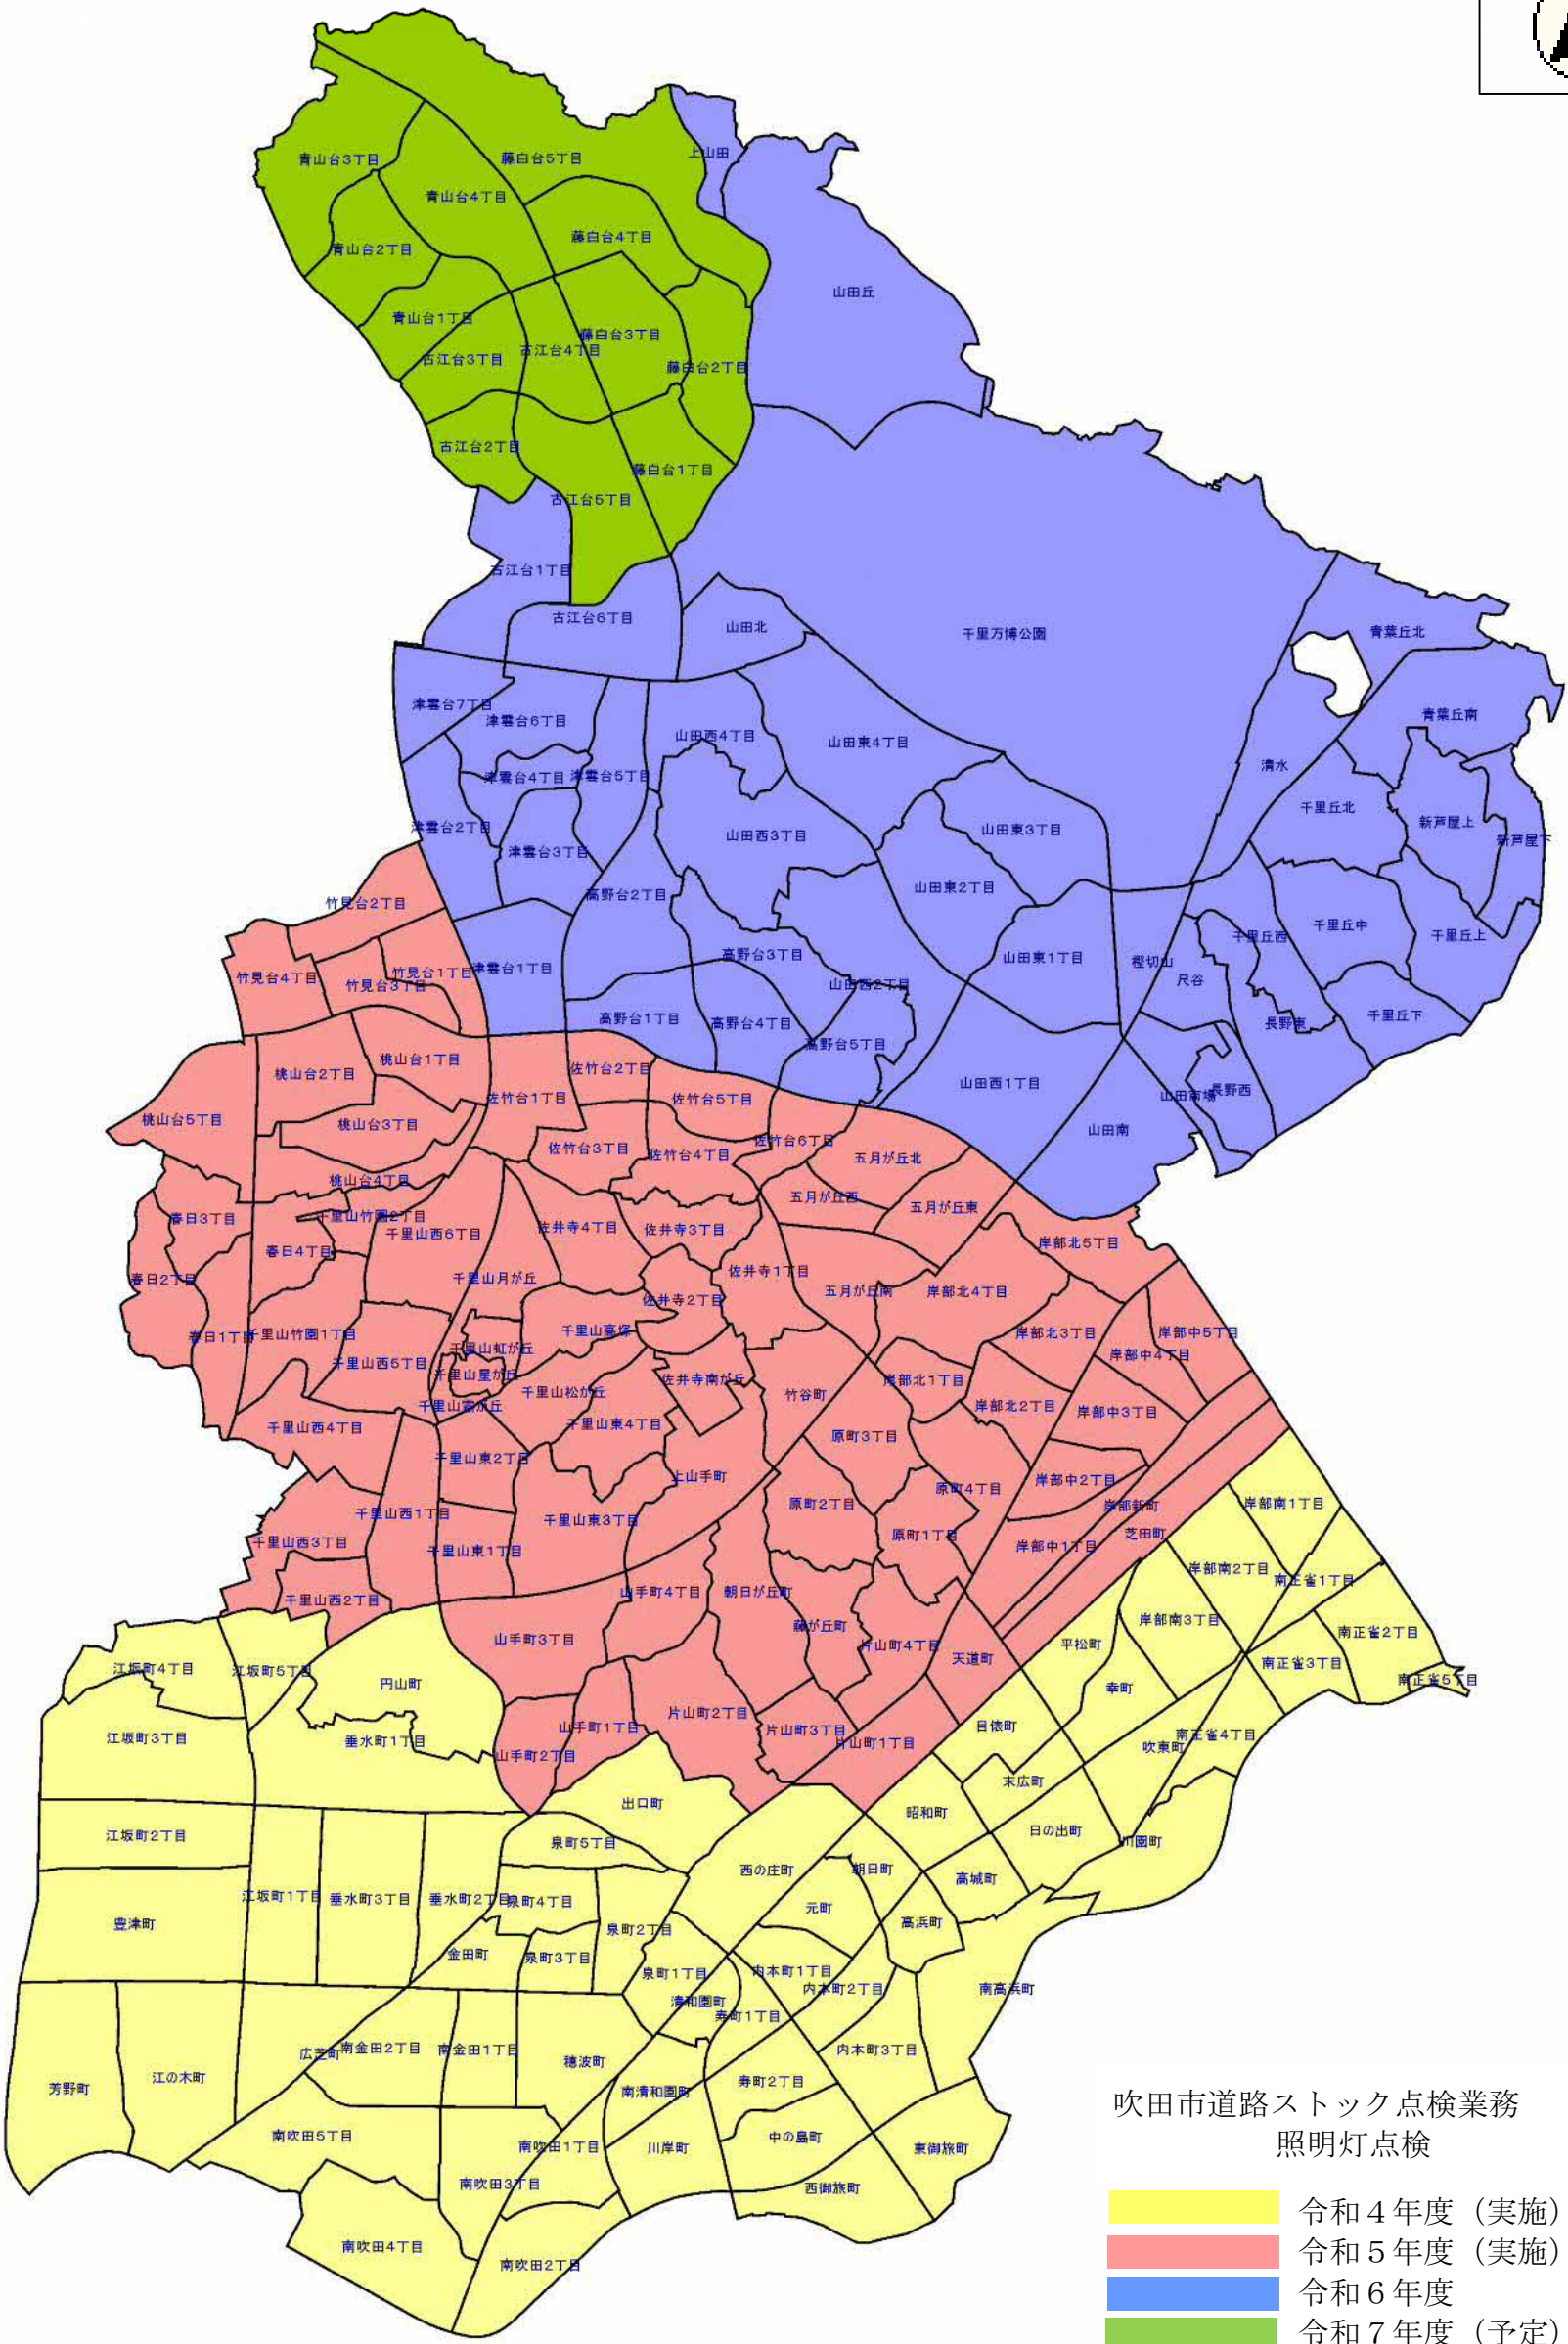 上山田
青山台3丁目
藤白台5丁目
青山台4丁目
藤白台4丁目
青山台2丁目
山田丘
青山台1丁目
藤白台3丁目
古江台4丁目
古江台3丁目
藤白台2丁目
古江台2丁目
藤白台1丁目
古江台5丁目
古江台1丁目
古江台6丁目
山田北
千里万博公園
青葉丘北
津雲台7丁目
津雲台6丁目
山田西4丁目
山田東4丁目
青葉丘南
清水
津雲台4丁目
津雲台5丁目
千里丘北
津雲台2丁目
山田西3丁目
山田東3丁目
新芦屋上
新芦屋下
津雲台3丁目
高野台2丁目
山田東2丁目
竹見台2丁目
千里丘中
千里丘西
千里丘上
高野台3丁目
山田東1丁目
樫切山
竹見台4丁目
竹見台1丁目
竹見台3丁目
津雲台1丁目
山田西2丁目
尺谷
高野台1丁目
高野台4丁目
長野東
千里丘下
高野台5丁目
桃山台1丁目
桃山台2丁目
佐竹台2丁目
山田西1丁目
山田市場
長野西
佐竹台1丁目
佐竹台5丁目
桃山台5丁目
桃山台3丁目
山田南
佐竹台3丁目
佐竹台4丁目
佐竹台6丁目
五月が丘北
桃山台4丁目
五月が丘西
五月が丘東
春日3丁目
千里山竹園2丁目
千里山西6丁目
佐井寺4丁目
佐井寺3丁目
岸部北5丁目
春日4丁目
春日2丁目
千里山月が丘
佐井寺1丁目
五月が丘南
岸部北4丁目
佐井寺2丁目
春日1丁目
千里山竹園1丁目
千里山高塚
岸部北3丁目
岸部中5丁目
千里山虹が丘
岸部中4丁目
千里山西5丁目
千里山星が丘
佐井寺南が丘
岸部北1丁目
千里山松が丘
竹谷町
千里山霧が丘
岸部北2丁目
岸部中3丁目
千里山西4丁目
千里山東4丁目
原町3丁目
千里山東2丁目
上山手町
岸部中2丁目
原町4丁目
原町2丁目
岸部新町
岸部南1丁目
千里山西1丁目
千里山東3丁目
原町1丁目
芝田町
千里山西3丁目
千里山東1丁目
岸部中1丁目
岸部南2丁目
南正雀1丁目
山手町4丁目
朝日が丘町
千里山西2丁目
藤が丘町
岸部南3丁目
南正雀2丁目
山手町3丁目
片山町4丁目
平松町
天道町
南正雀3丁目
江坂町4丁目
江坂町5丁目
円山町
幸町
南正雀5丁目
片山町2丁目
山手町1丁目
片山町3丁目
目俵町
江坂町3丁目
垂水町1丁目
片山町1丁目
南正雀4丁目
吹東町
山手町2丁目
末広町
出口町
昭和町
江坂町2丁目
泉町5丁目
日の出町
川園町
西の庄町
朝日町
高城町
江坂町1丁目
垂水町3丁目
垂水町2丁目
泉町4丁目
元町
豊津町
泉町2丁目
高浜町
金田町
泉町3丁目
泉町1丁目
内本町1丁目
内本町2丁目
南高浜町
清和園町
寿町1丁目
広芝町
南金田2丁目
南金田1丁目
穂波町
内本町3丁目
江の木町
芳野町
南清和園町
寿町2丁目
南吹田5丁目
南吹田1丁目
川岸町
中の島町
東御旅町
南吹田3丁目
西御旅町
南吹田4丁目
南吹田2丁目
吹田市道路ストック点検業務
照明灯点検
令和４年度（実施）
令和５年度（実施）
令和６年度
令和７年度（予定）